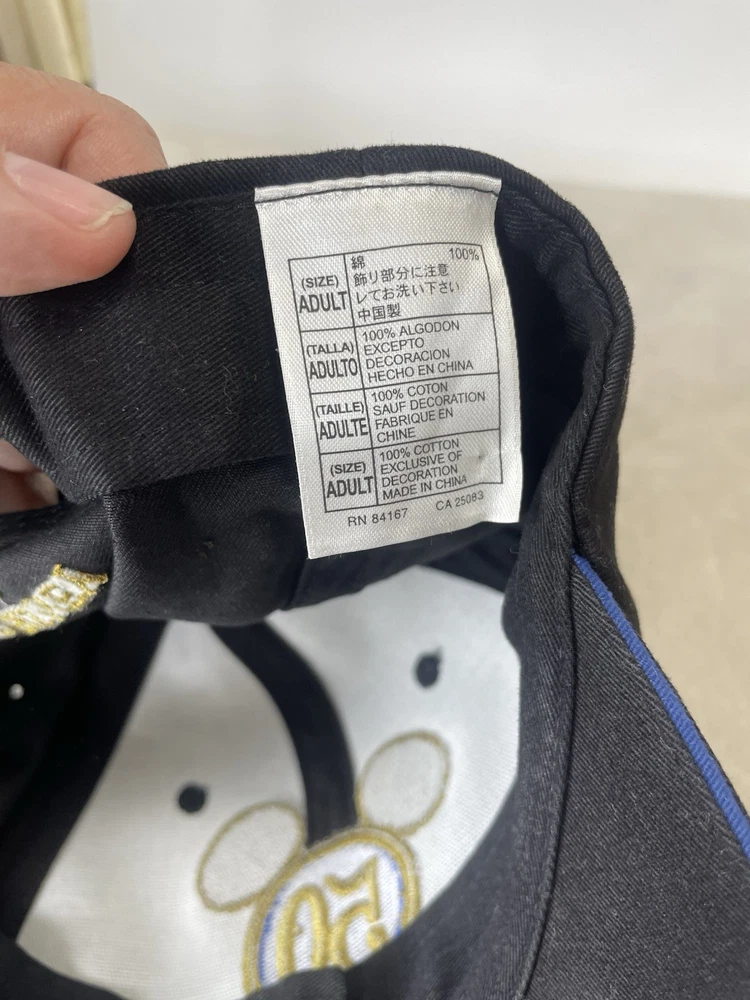 (SIZE)
ADULT
綿 100%
飾り部分に注意
してお洗い下さい
中国製
(TALLA)
ADULTO
100% ALGODON
EXCEPTO
DECORACION
HECHO EN CHINA
(TAILLE)
ADULTE
100% COTON
SAUF DECORATION
FABRIQUE EN
CHINE
(SIZE)
ADULT
100% COTTON
EXCLUSIVE OF
DECORATION
MADE IN CHINA
RN 84167 CA 25083